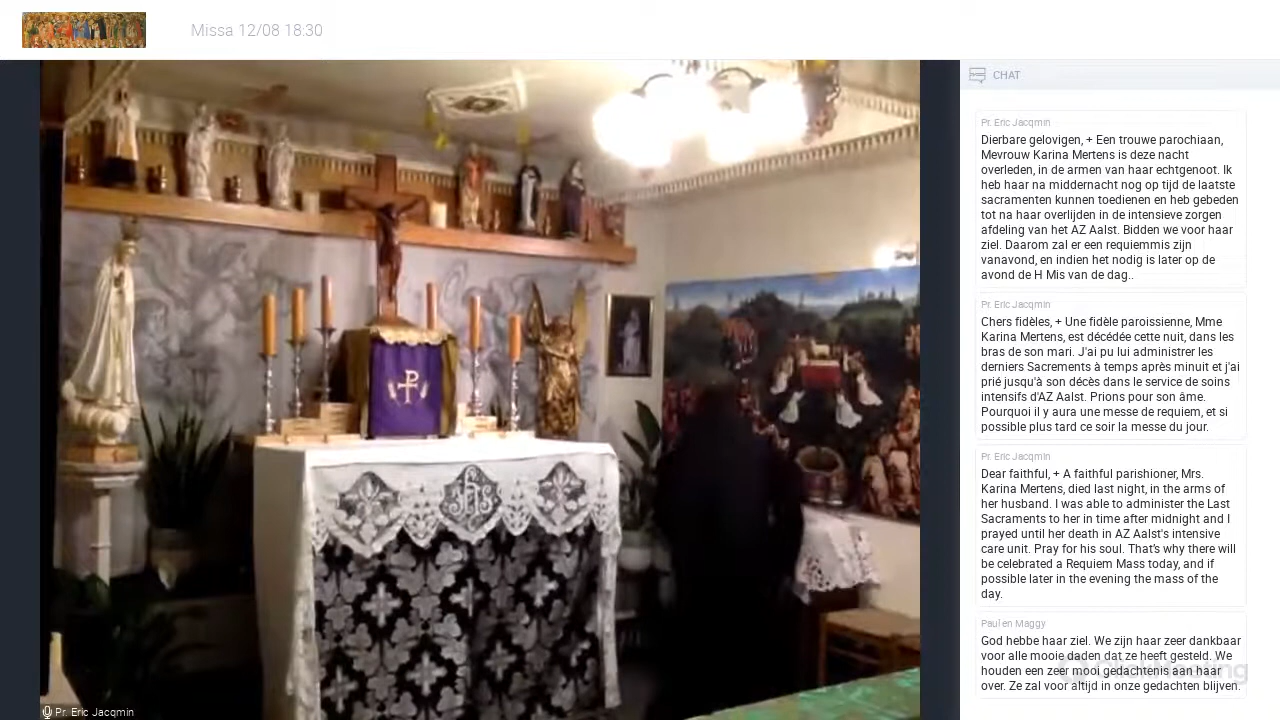 Missa 12/08 18:30
CHAT
Pr. Eric Jacqmin
Dierbare gelovigen, + Een trouwe parochiaan,
Mevrouw Karina Mertens is deze nacht
overleden, in de armen van haar echtgenoot. Ik
heb haar na middernacht nog op tijd de laatste
sacramenten kunnen toedienen en heb gebeden
tot na haar overlijden in de intensieve zorgen
afdeling van het AZ Aalst. Bidden we voor haar
ziel. Daarom zal er een requiemmis zijn
vanavond, en indien het nodig is later op de
avond de H Mis van de dag..
Pr. Eric Jacqmin
Chers fidèles, + Une fidèle paroissienne, Mme
Karina Mertens, est décédée cette nuit, dans les
bras de son mari. J'ai pu lui administrer les
derniers Sacrements à temps après minuit et j'ai
prié jusqu'à son décès dans le service de soins
intensifs d'AZ Aalst. Prions pour son âme.
Pourquoi il y aura une messe de requiem, et si
possible plus tard ce soir la messe du jour.
Pr. Eric Jacqmin
Dear faithful, + A faithful parishioner, Mrs.
Karina Mertens, died last night, in the arms of
her husband. I was able to administer the Last
Sacraments to her in time after midnight and I
prayed until her death in AZ Aalst's intensive
care unit. Pray for his soul. That's why there will
be celebrated a Requiem Mass today, and if
possible later in the evening the mass of the
day.
Paul en Maggy
God hebbe haar ziel. We zijn haar zeer dankbaar
voor alle mooie daden dat ze heeft gesteld. We
houden een zeer mooi gedachtenis aan haar
over. Ze zal voor altijd in onze gedachten blijven.
Pr. Eric Jacqmin